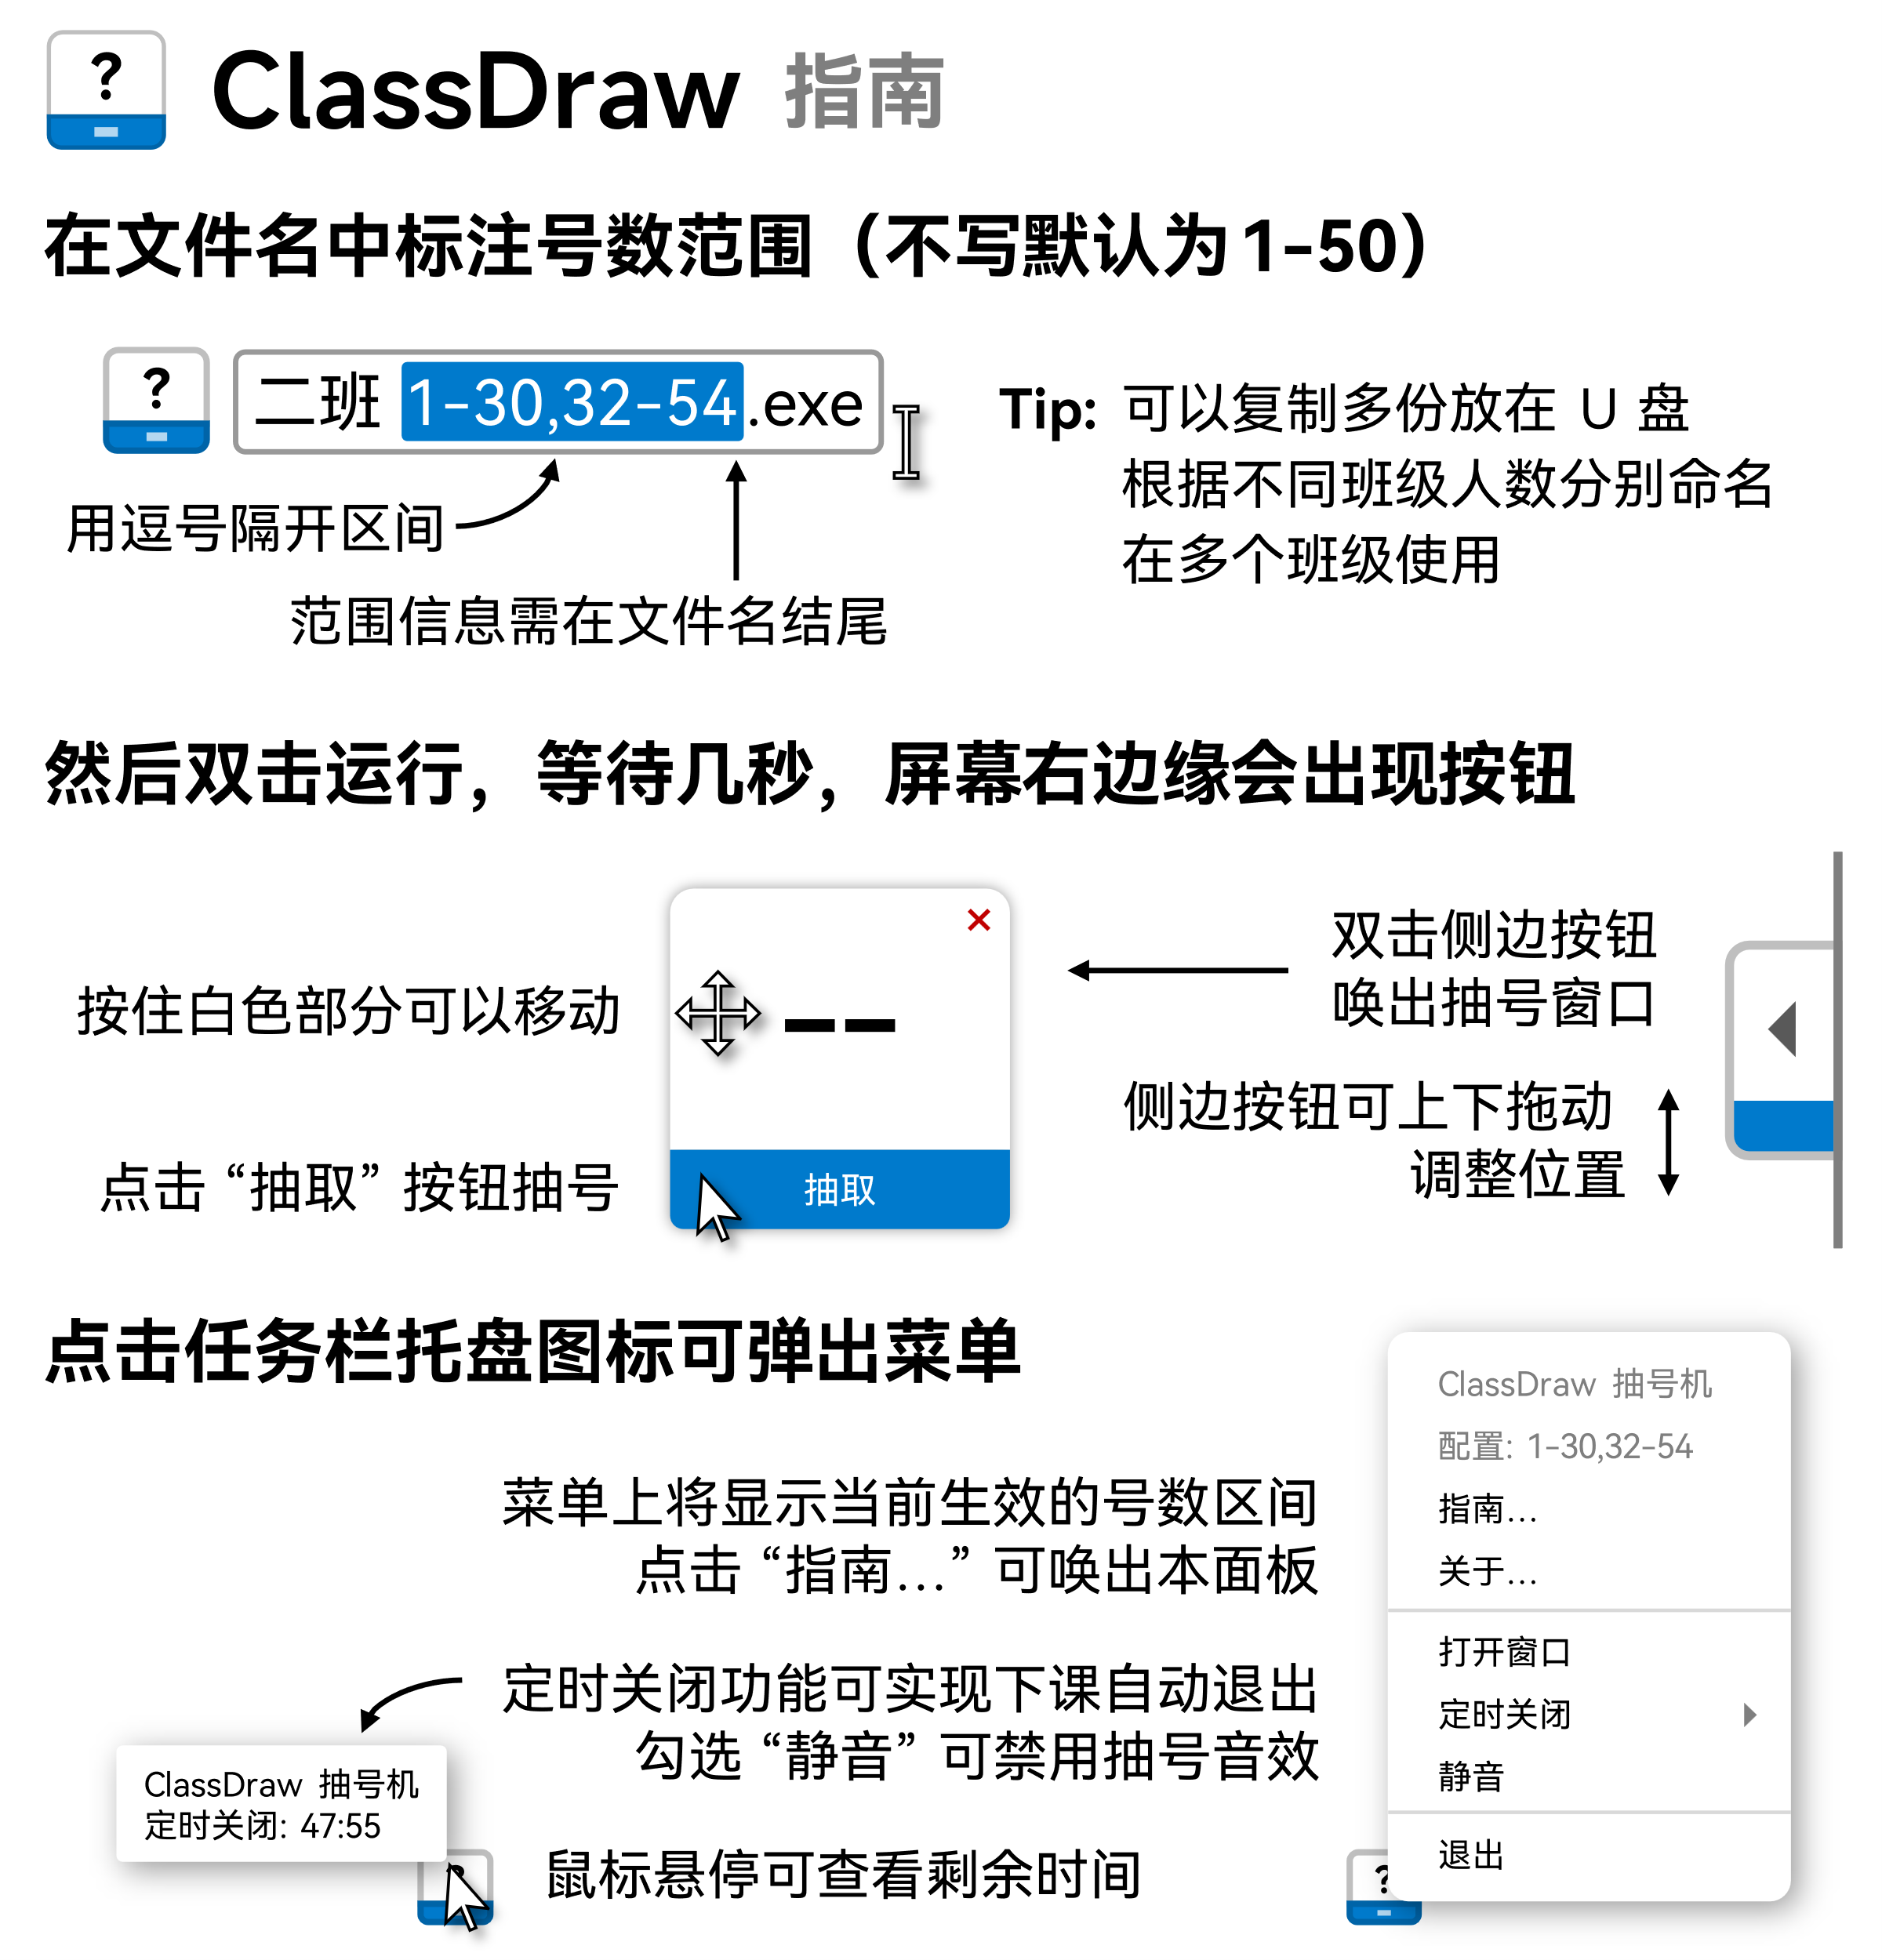 ?
ClassDraw 指南
在文件名中标注号数范围（不写默认为 1-50）
?
二班 1-30,32-54.exe
用逗号隔开区间
范围信息需在文件名结尾
Tip: 可以复制多份放在 U 盘
根据不同班级人数分别命名
在多个班级使用
然后双击运行，等待几秒，屏幕右边缘会出现按钮
按住白色部分可以移动
点击 “抽取” 按钮抽号
--
抽取
双击侧边按钮
唤出抽号窗口
侧边按钮可上下拖动
调整位置
点击任务栏托盘图标可弹出菜单
菜单上将显示当前生效的号数区间
点击 “指南...” 可唤出本面板
定时关闭功能可实现下课自动退出
勾选 “静音” 可禁用抽号音效
ClassDraw 抽号机
定时关闭: 47:55
?
鼠标悬停可查看剩余时间
ClassDraw 抽号机
配置: 1-30,32-54
指南...
关于...
打开窗口
定时关闭
静音
退出
?